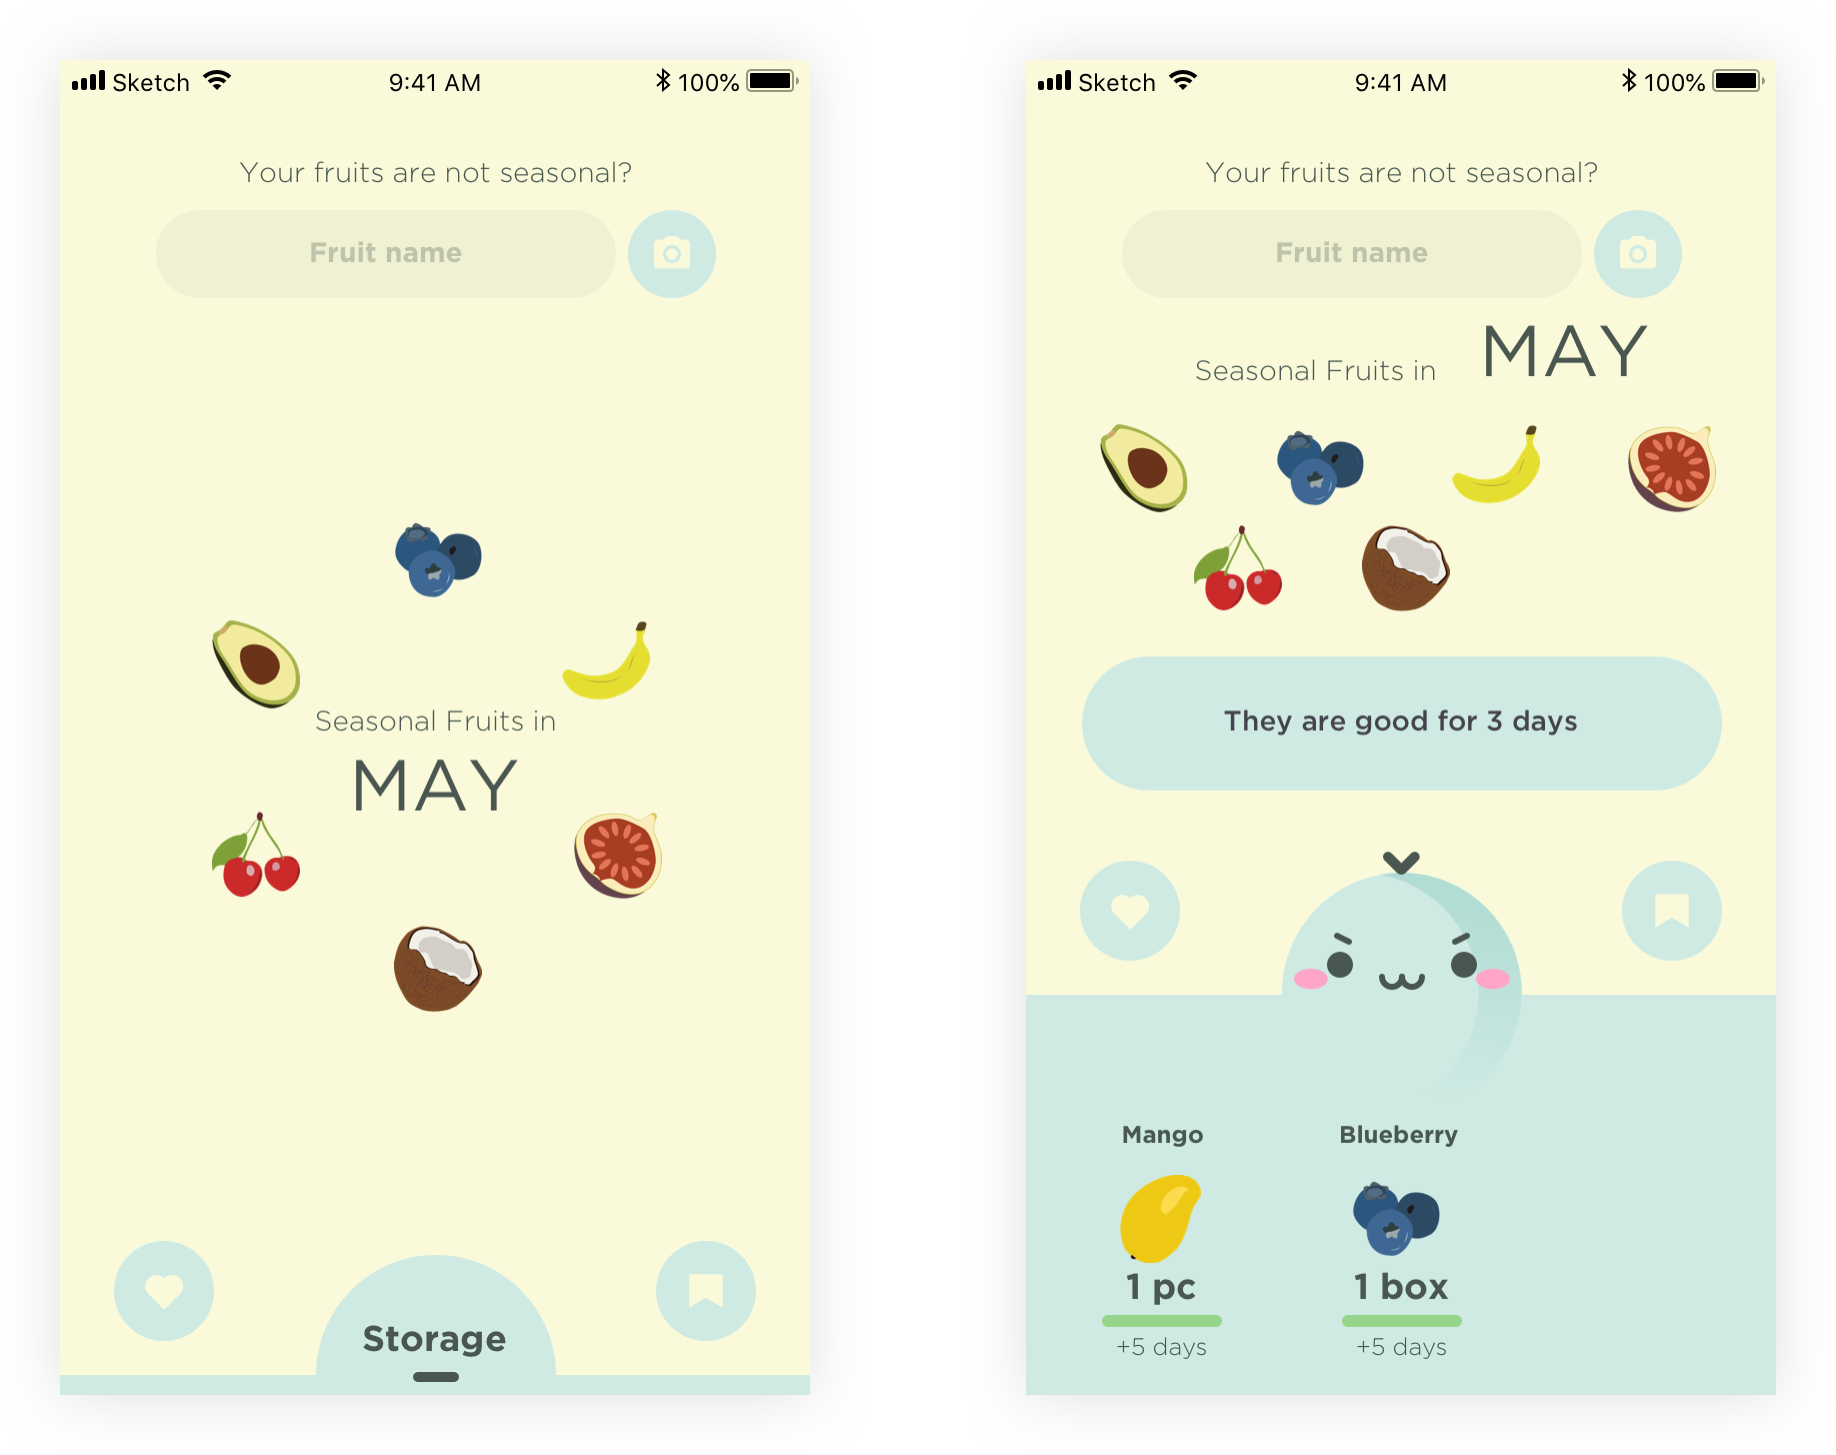 Sketch 9:41 AM 100%
Your fruits are not seasonal?
Fruit name
Seasonal Fruits in
MAY
Storage
Sketch 9:41 AM 100%
Your fruits are not seasonal?
Fruit name
Seasonal Fruits in MAY
They are good for 3 days
Mango Blueberry
1 pc 1 box
+5 days +5 days